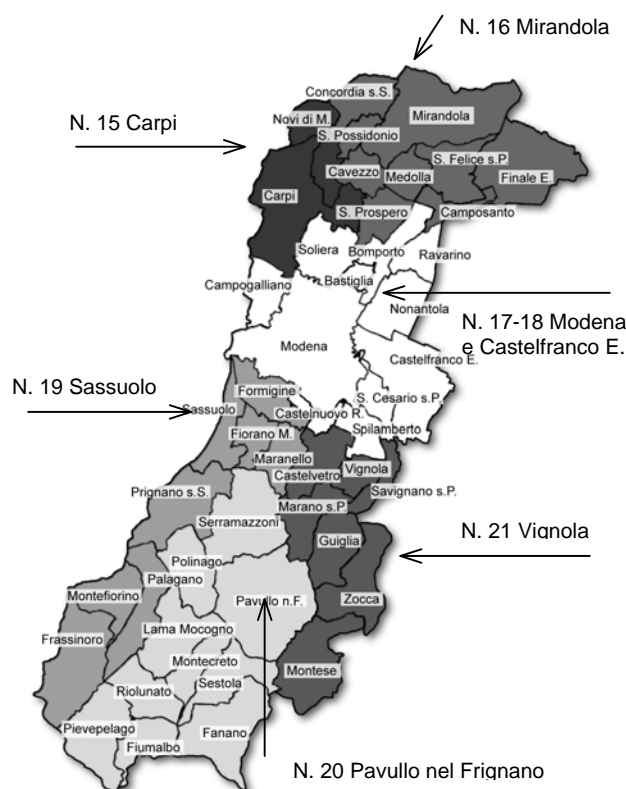 N. 16 Mirandola
Concordia s.S.
Mirandola
Novi di M.
N. 15 Carpi
S. Possidonio
S. Felice s.P.
Cavezzo
Medolla
Finale E.
Carpi
S. Prospero
Camposanto
Soliera
Bomporto
Ravarino
Campogalliano
Bastiglia
Nonantola
N. 17-18 Modena
e Castelfranco E.
Modena
Castelfranco E.
N. 19 Sassuolo
Formigine
S. Cesario s.P.
Sassuolo
Castelnuovo R.
Spilamberto
Fiorano M.
Maranello
Vignola
Castelvetro
Prignano s.S.
Savignano s.P.
Marano s.P.
Serramazzoni
N. 21 Vignola
Guiglia
Polinago
Palagano
Montefiorino
Pavullo n.F.
Zocca
Frassinoro
Lama Mocogno
Montecreto
Montese
Sestola
Riolunato
Pievepelago
Fanano
Fiumalbo
N. 20 Pavullo nel Frignano